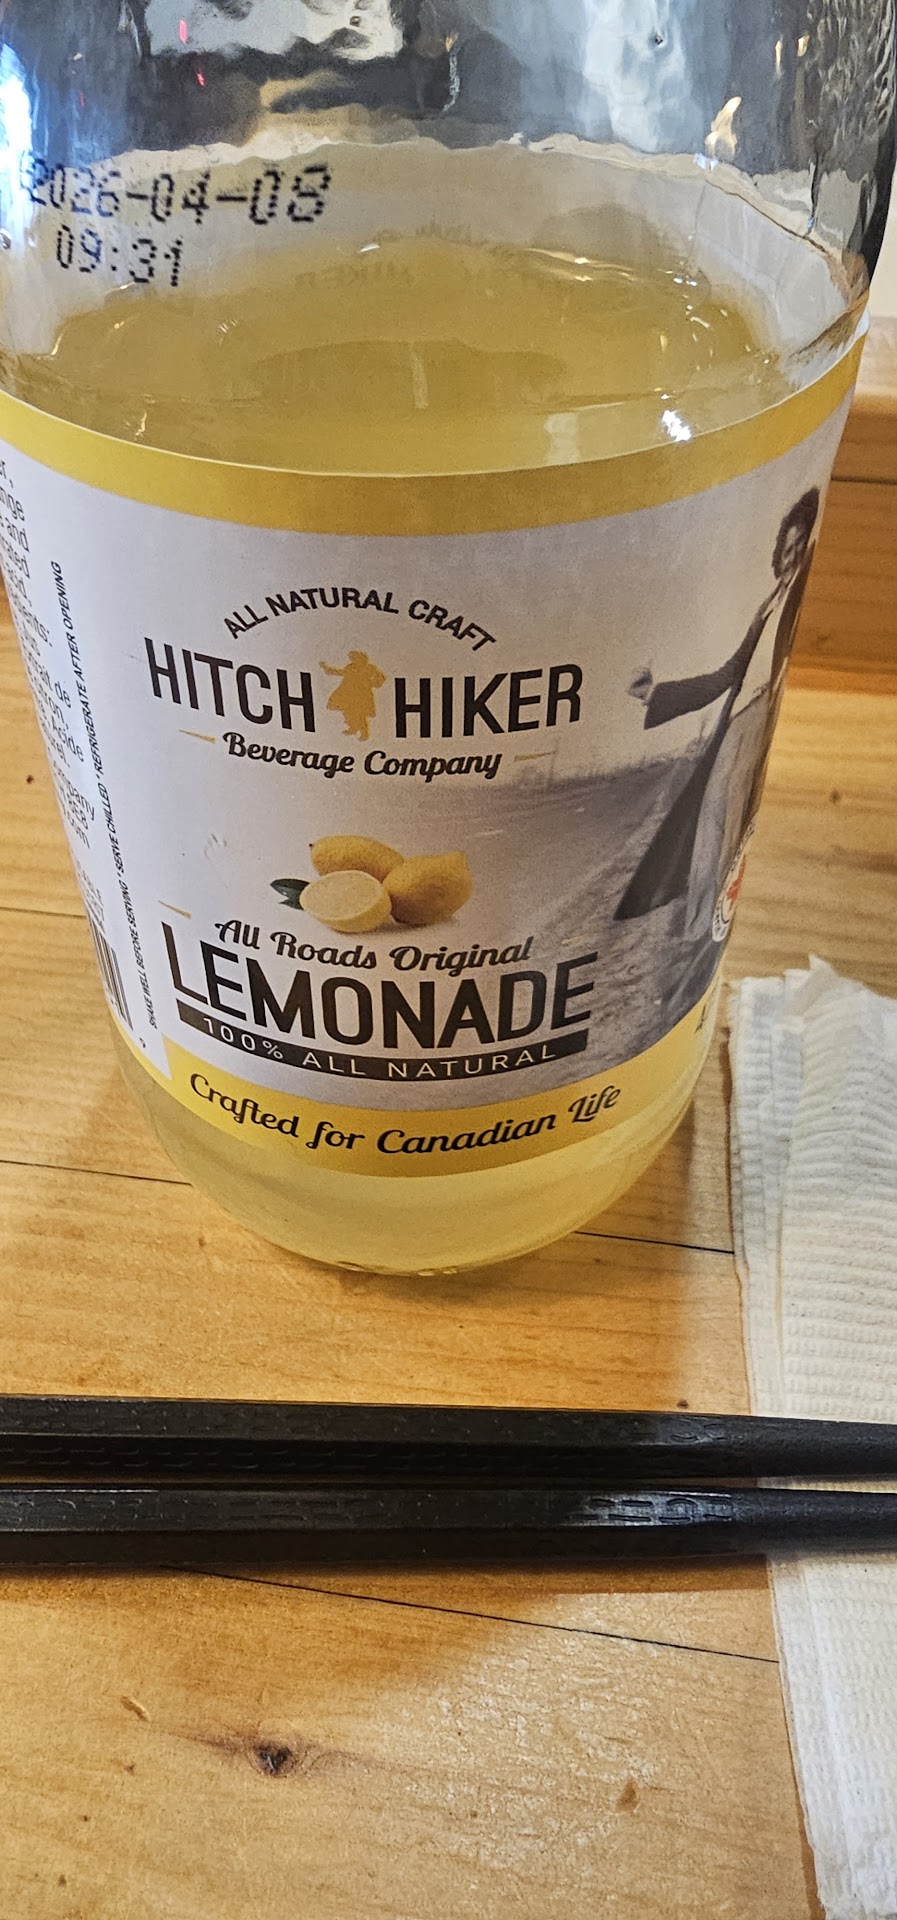 2026-04-08
09:31
ALL NATURAL CRAFT
HITCH HIKER
Beverage Company
All Roads Original
LEMONADE
100% ALL NATURAL
Crafted for Canadian Life
SHAKE WELL BEFORE SERVING * SERVE CHILLED * REFRIGERATE AFTER OPENING
and